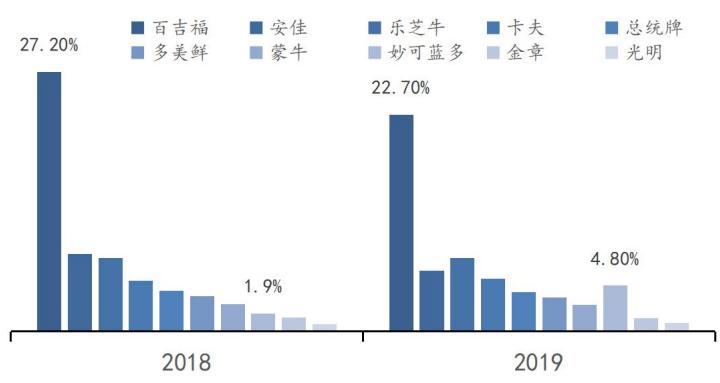 百吉福 安佳 乐芝牛 卡夫 总统牌
多美鲜 蒙牛 妙可蓝多 金章 光明
27.20%
22.70%
1.9%
4.80%
2018 2019